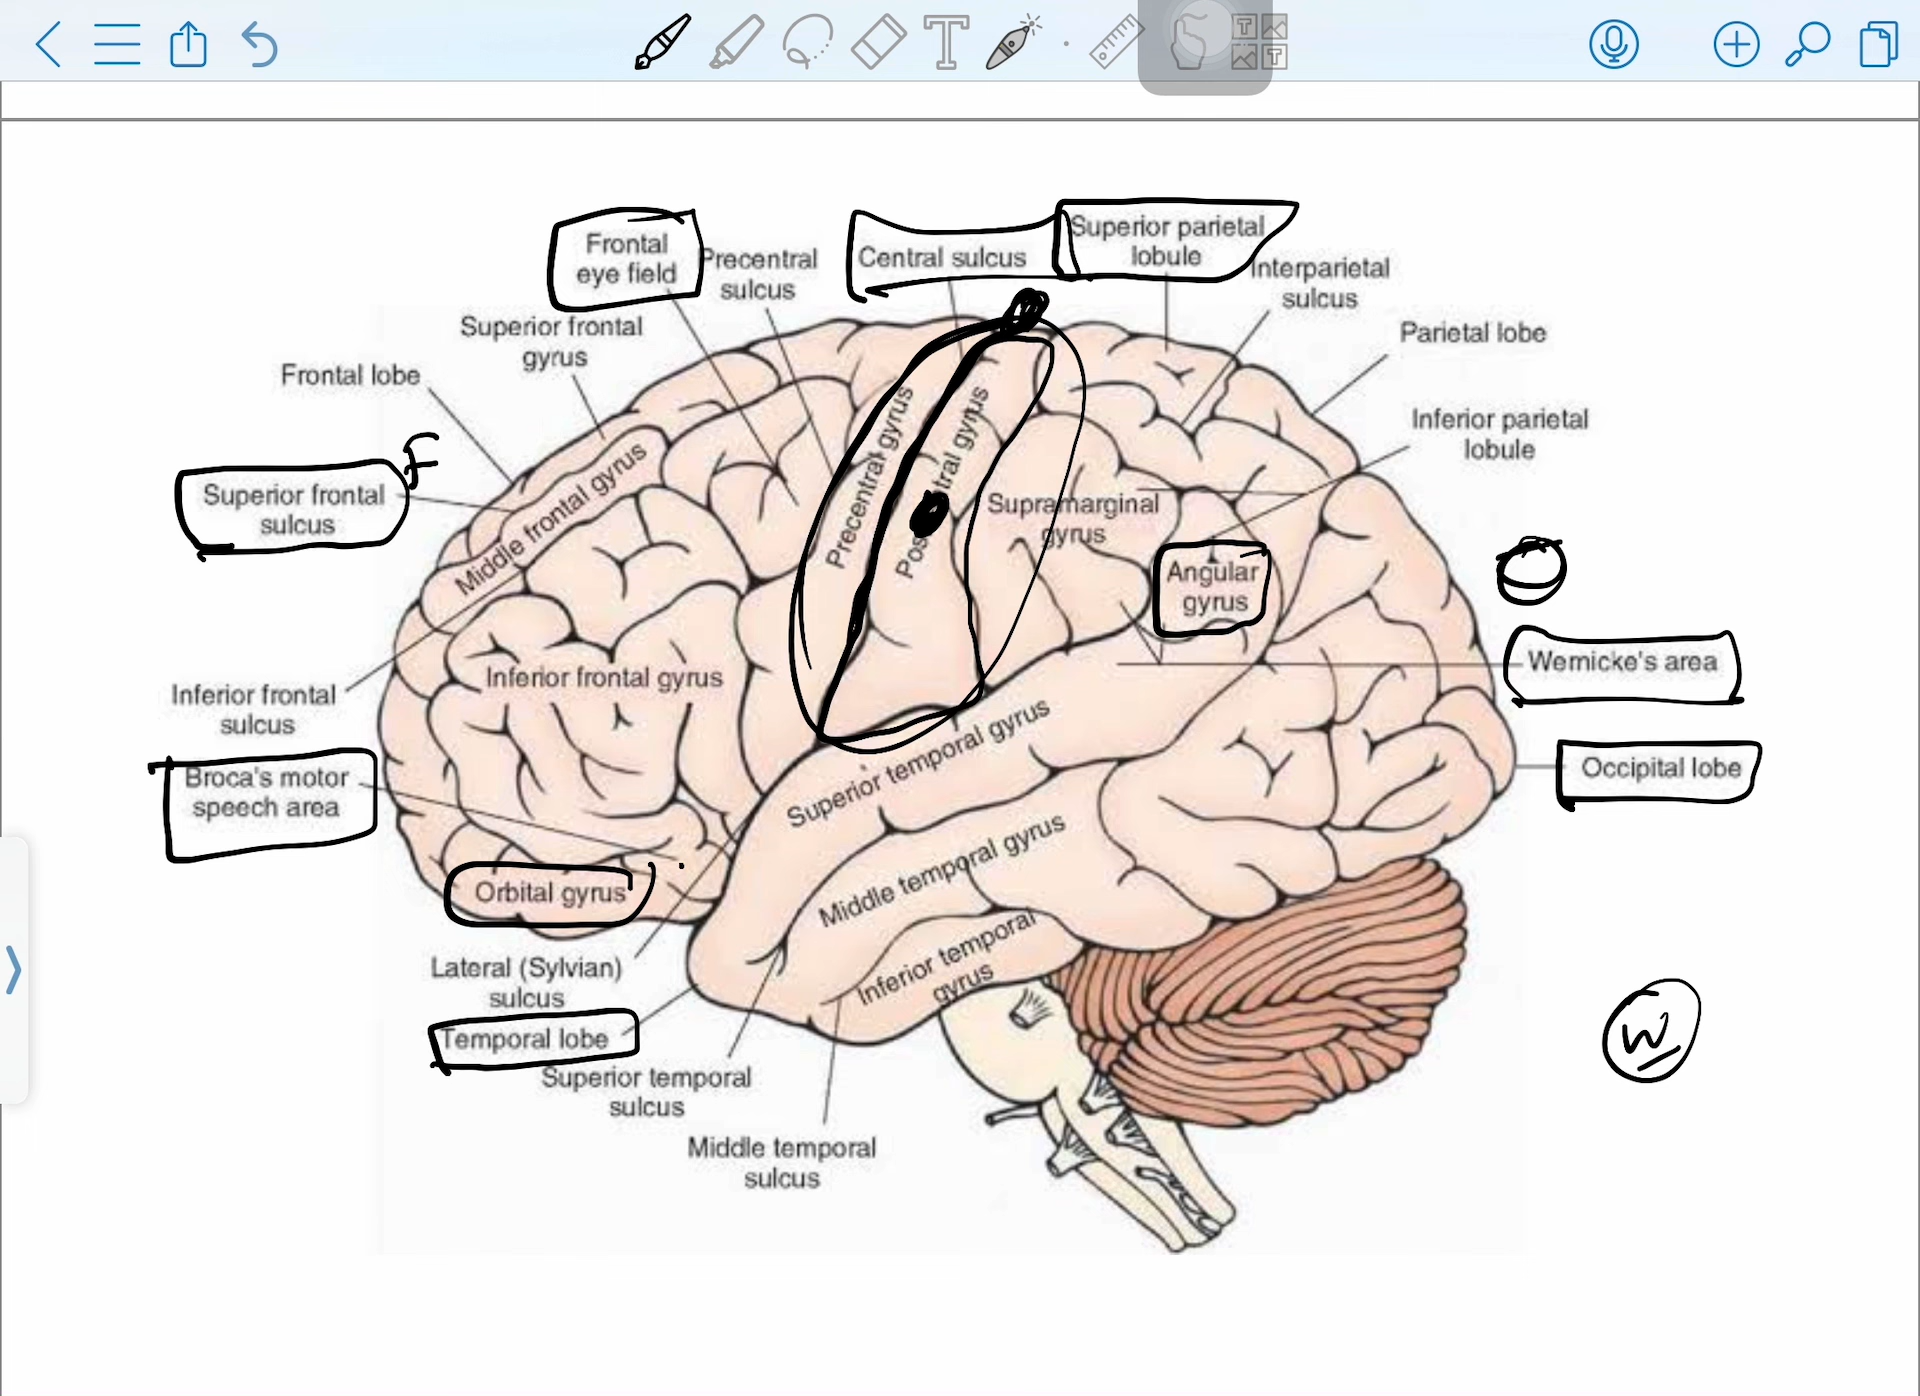 Frontal
eye field
Precentral
sulcus
Central sulcus
Superior parietal
lobule
Interparietal
sulcus
Superior frontal
gyrus
Parietal lobe
Frontal lobe
Inferior parietal
lobule
F
Superior frontal
sulcus
Middle frontal gyrus
Precentral gyrus
Supramarginal
gyrus
Angular
gyrus
Wernicke's area
Inferior frontal gyrus
Inferior frontal
sulcus
Superior temporal gyrus
Occipital lobe
Broca's motor
speech area
Middle temporal gyrus
Orbital gyrus
Inferior temporal
gyrus
Lateral (Sylvian)
sulcus
Temporal lobe
W
Superior temporal
sulcus
Middle temporal
sulcus